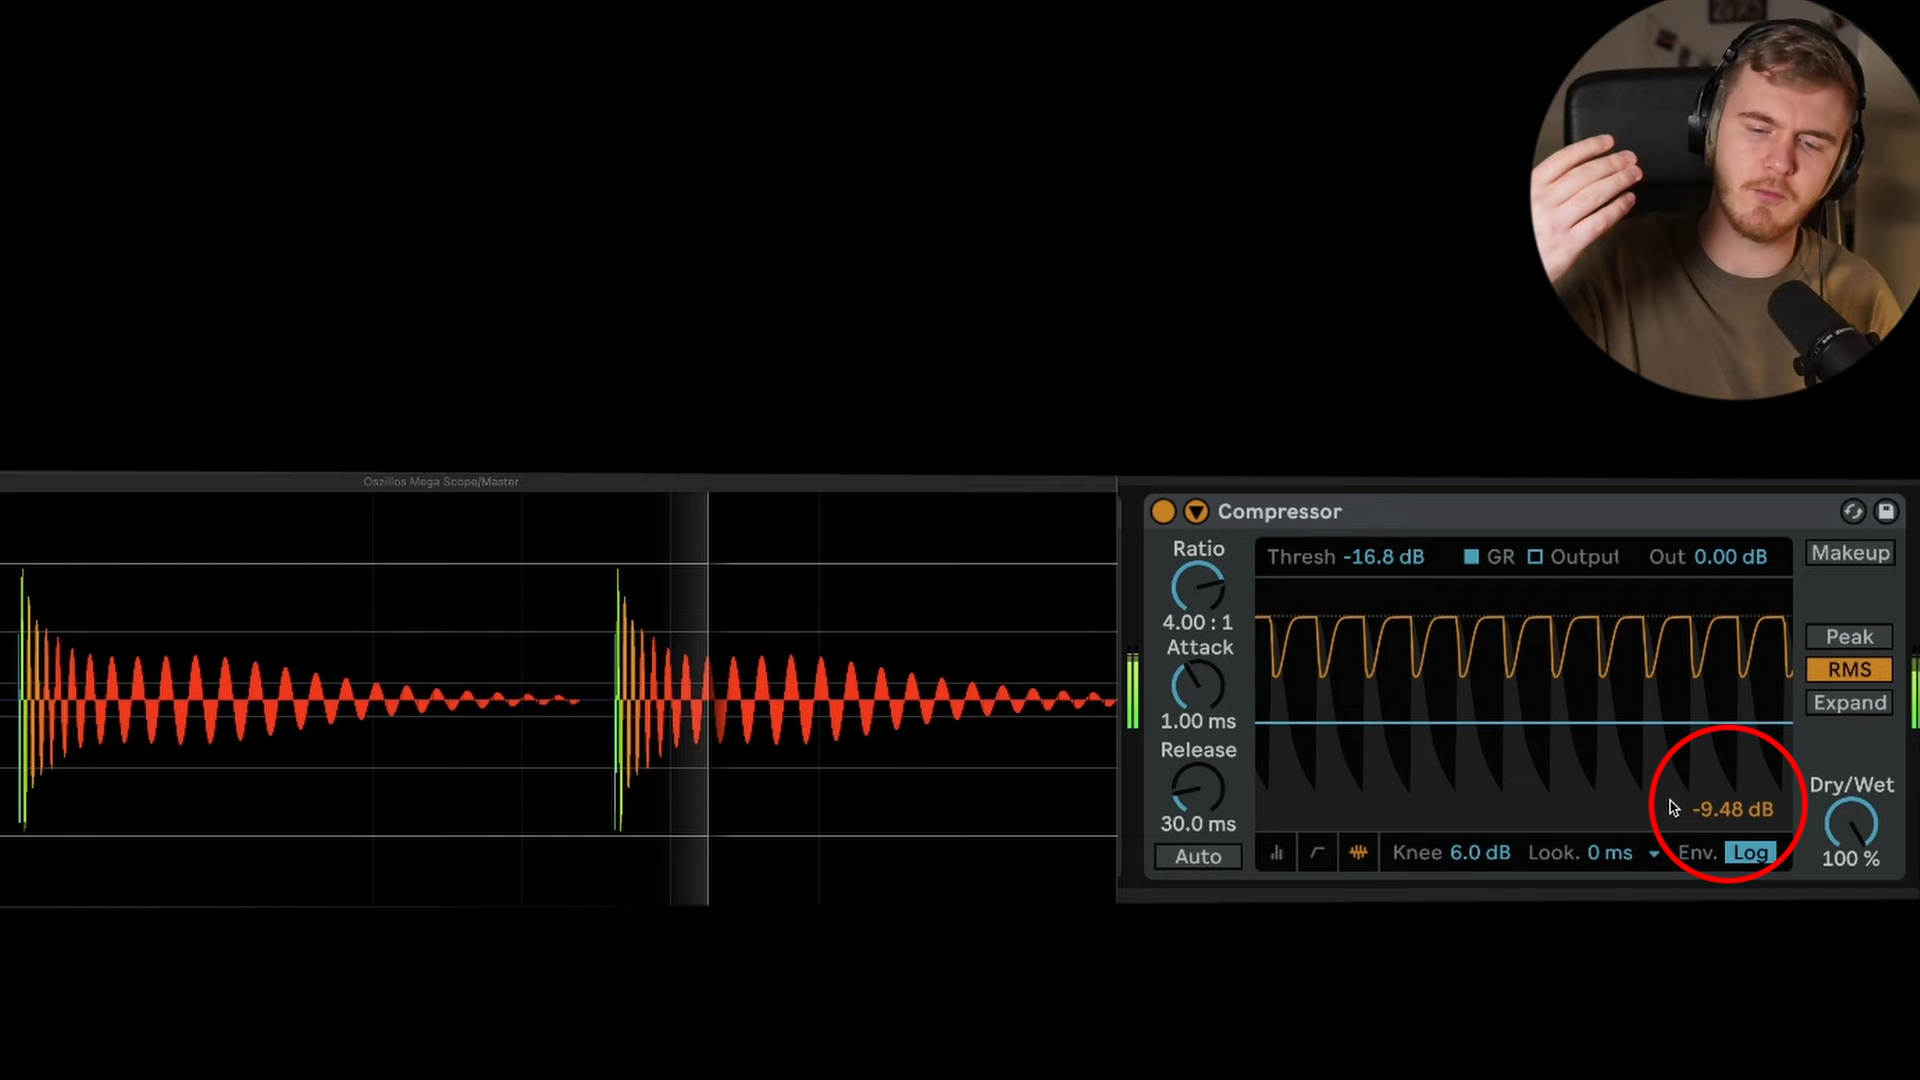 Oszillos Mega Scope/Master
Compressor
Ratio
4.00 : 1
Attack
1.00 ms
Release
30.0 ms
Auto
Thresh -16.8 dB GR Output Out 0.00 dB
-9.48 dB
Knee 6.0 dB Look. 0 ms Env. Log
Makeup
Peak
RMS
Expand
Dry/Wet
100 %